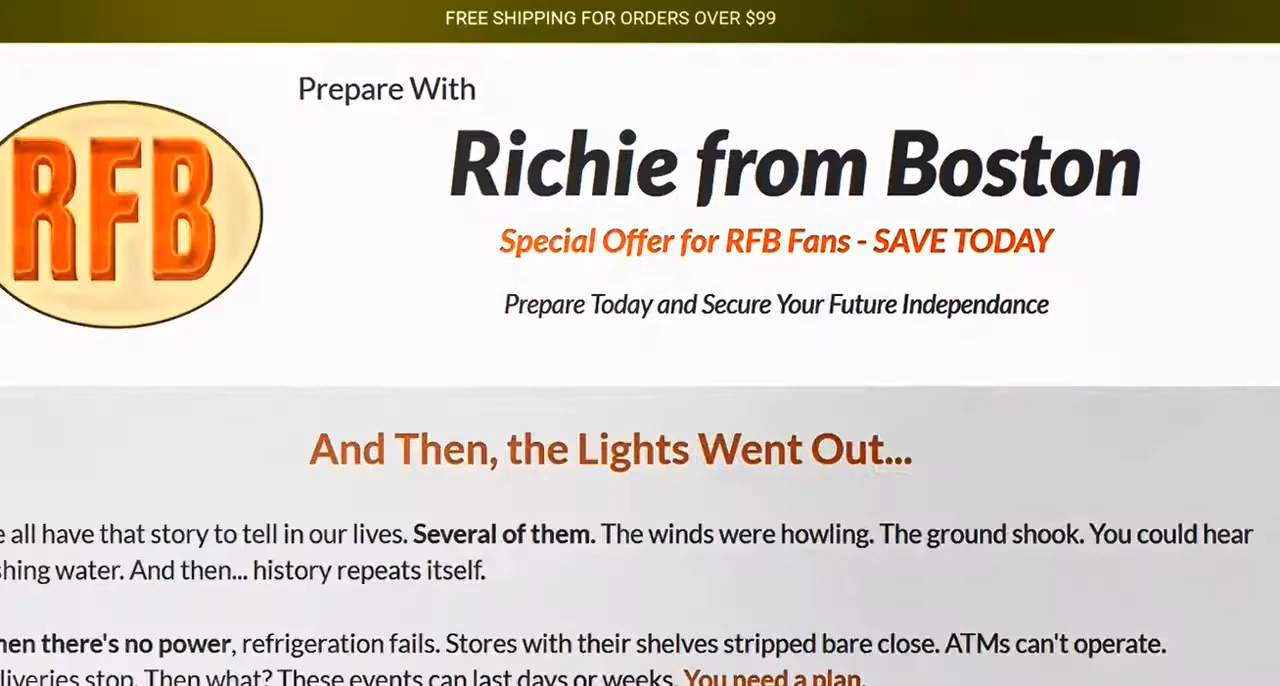 FREE SHIPPING FOR ORDERS OVER $99
Prepare With
RFB
Richie from Boston
Special Offer for RFB Fans - SAVE TODAY
Prepare Today and Secure Your Future Independance
And Then, the Lights Went Out...
all have that story to tell in our lives. Several of them. The winds were howling. The ground shook. You could hear
water. And then... history repeats itself.
there's no power, refrigeration fails. Stores with their shelves stripped bare close. ATMs can't operate.
stop. Then what? These events can last days or weeks. You need a plan.